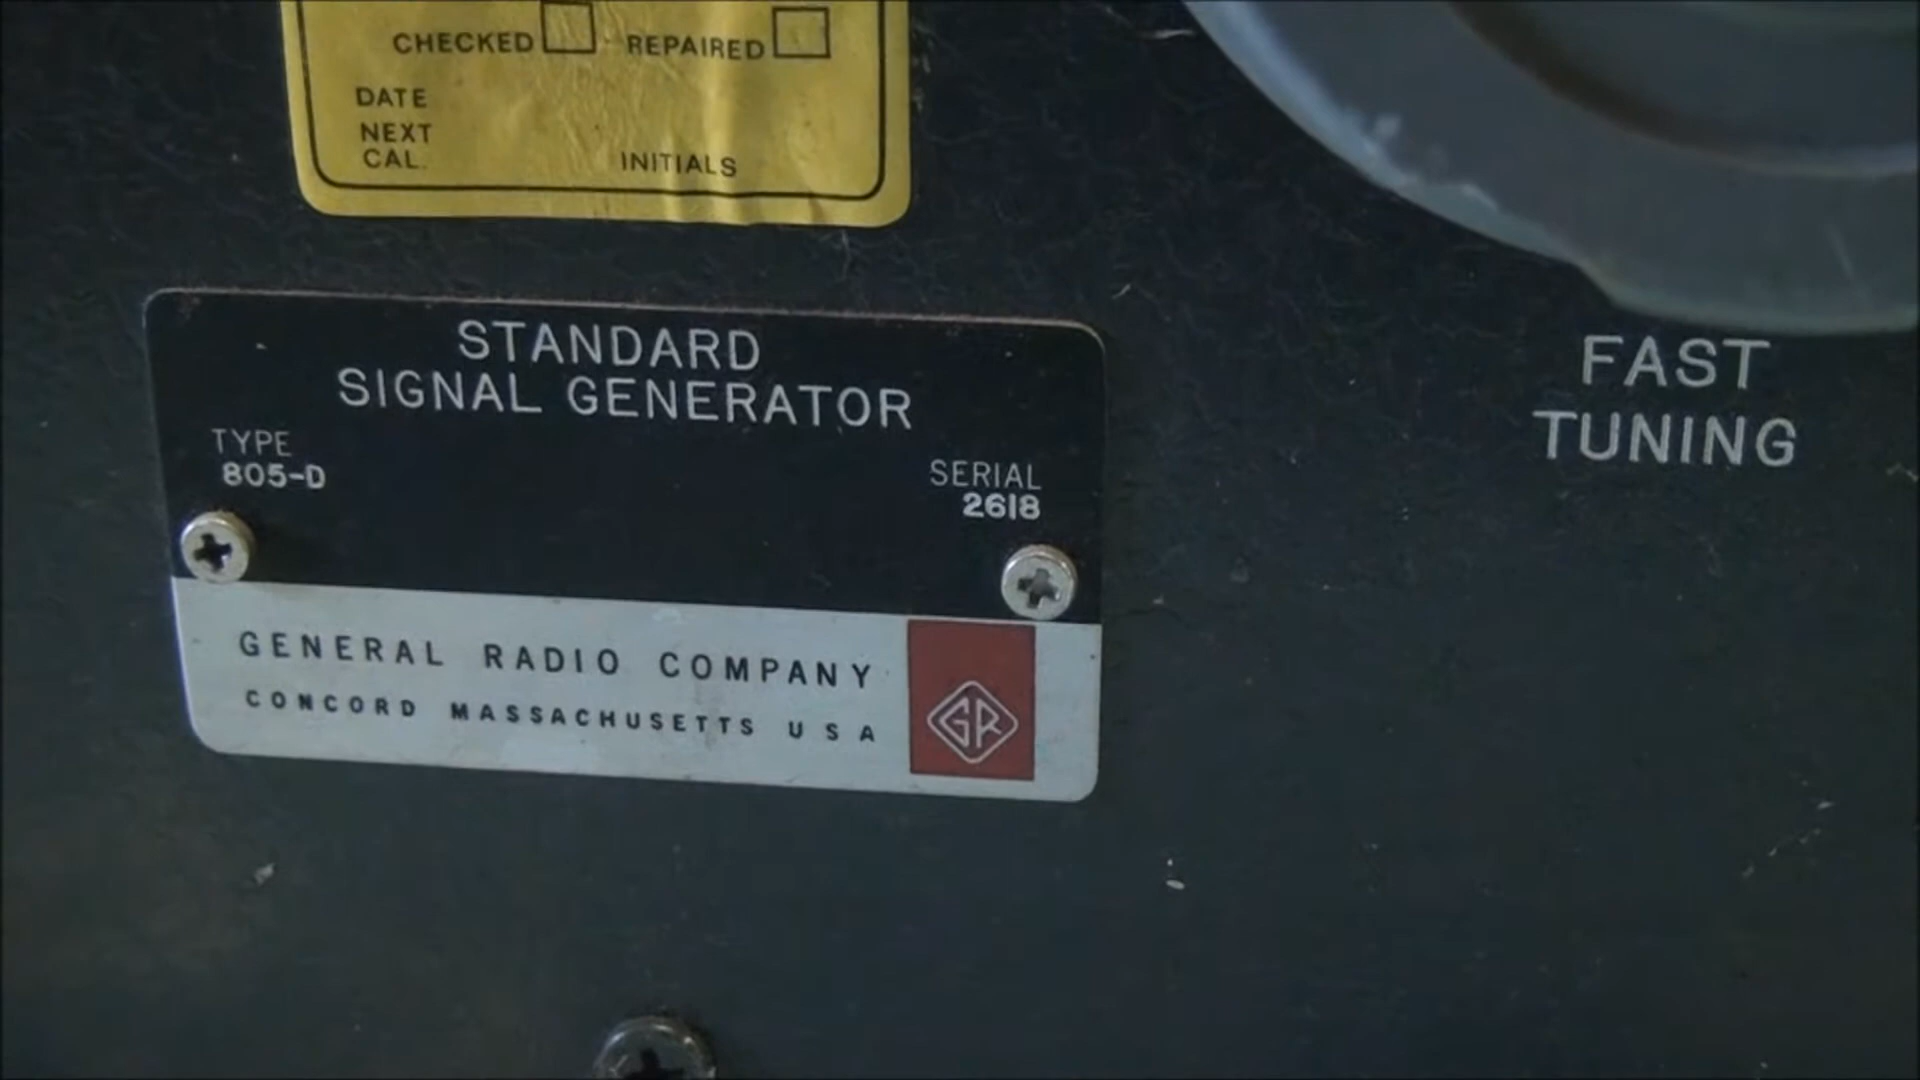 CHECKED REPAIRED
DATE
NEXT
CAL. INITIALS
STANDARD
SIGNAL GENERATOR
TYPE
805-D
SERIAL
2618
GENERAL RADIO COMPANY
CONCORD MASSACHUSETTS USA
GR
FAST
TUNING